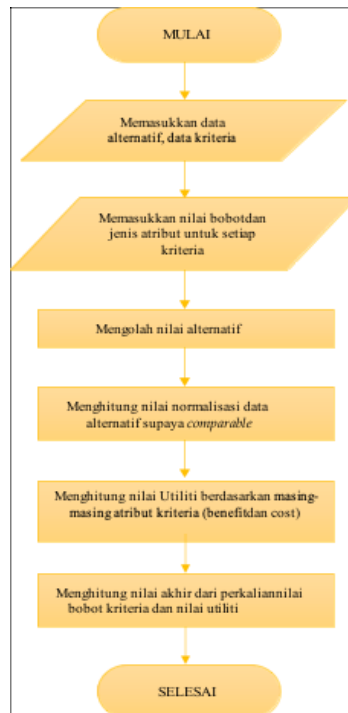 MULAI
Memasukkan data
alternatif, data kriteria
Memasukkan nilai bobotdan
jenis atribut untuk setiap
kriteria
Mengolah nilai alternatif
Menghitung nilai normalisasi data
alternatif supaya comparable
Menghitung nilai Utiliti berdasarkan masing-
masing atribut kriteria (benefitdan cost)
Menghitung nilai akhir dari perkaliannilai
bobot kriteria dan nilai utiliti
SELESAI